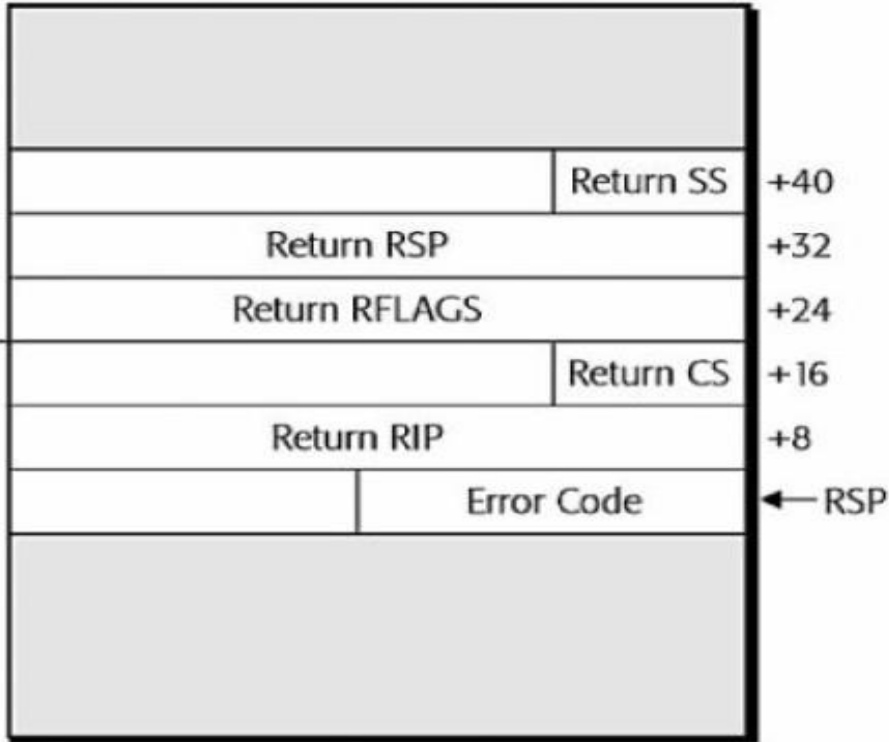 Return SS +40
Return RSP +32
Return RFLAGS +24
Return CS +16
Return RIP +8
Error Code RSP